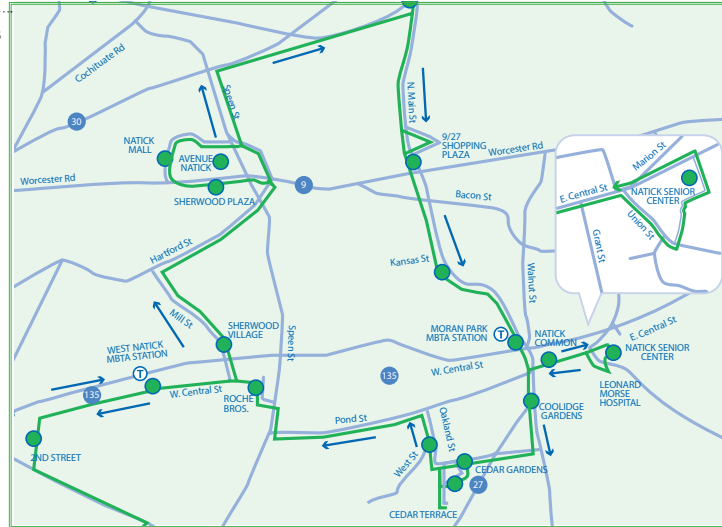 Cochituate Rd
30
Speen St
N. Main St
NATICK
MALL
AVENUE
NATICK
9/27
SHOPPING
PLAZA
Worcester Rd
Worcester Rd
9
SHERWOOD PLAZA
Bacon St
Marion St
E. Central St
NATICK SENIOR
CENTER
Union St
Grant St
Hartford St
Kansas St
Walnut St
Mill St
SHERWOOD
VILLAGE
Speen St
MORAN PARK
MBTA STATION
T
NATICK
COMMON
E. Central St
NATICK SENIOR
CENTER
WEST NATICK
MBTA STATION
T
135
W. Central St
135
W. Central St
ROCHE
BROS.
LEONARD
MORSE
HOSPITAL
COOLIDGE
GARDENS
Pond St
Oakland St
West St
2ND STREET
CEDAR GARDENS
27
CEDAR TERRACE